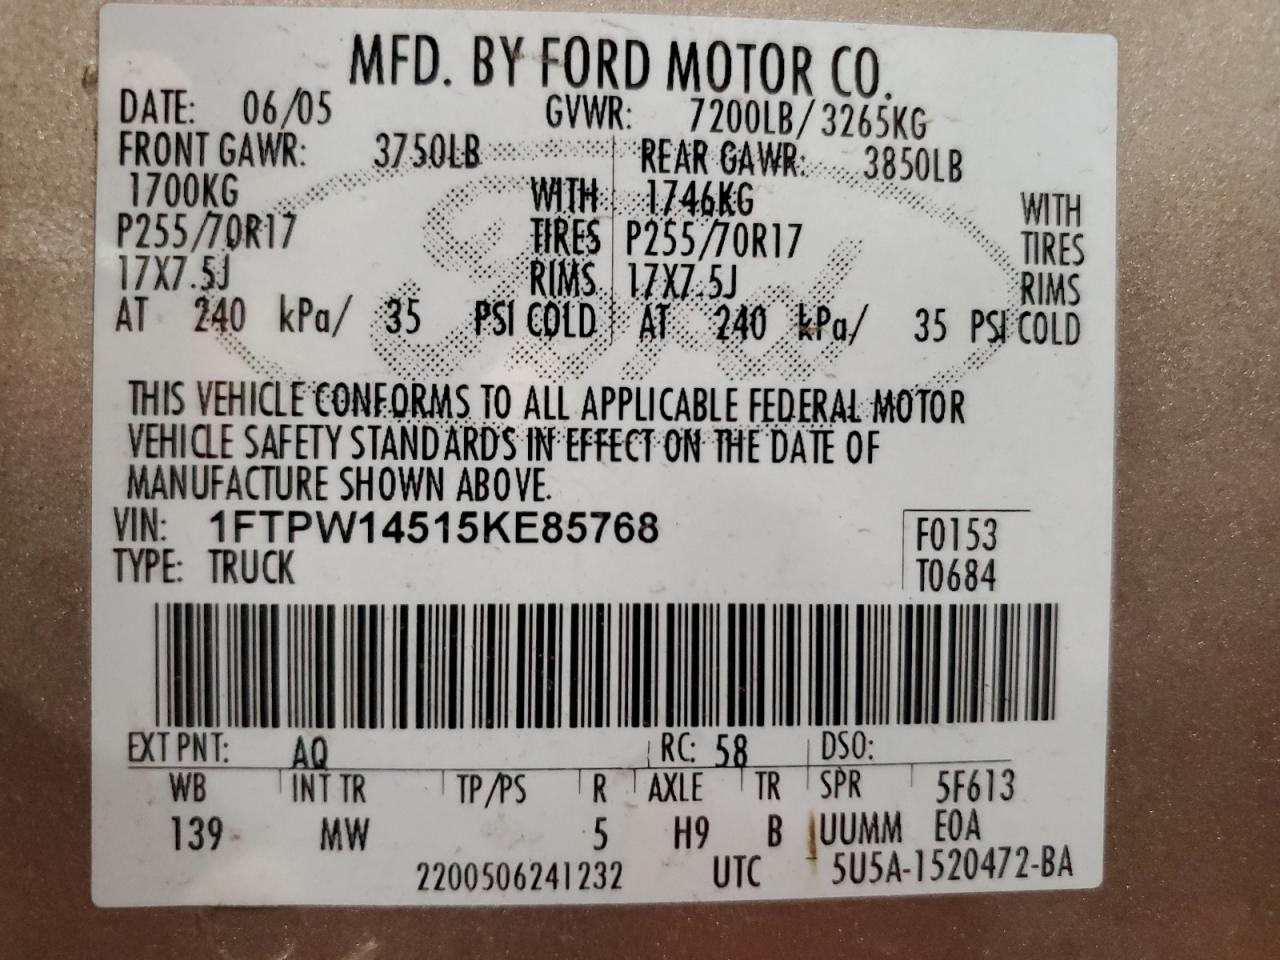 MFD. BY FORD MOTOR CO.
DATE: 06/05 GVWR: 7200LB/3265KG
FRONT GAWR: 3750LB REAR GAWR: 3850LB
1700KG WITH 1746KG WITH
P255/70R17 TIRES P255/70R17 TIRES
17X7.5J RIMS 17X7.5J RIMS
AT 240 kPa/ 35 PSI COLD AT 240 kPa/ 35 PSI COLD
Ford
THIS VEHICLE CONFORMS TO ALL APPLICABLE FEDERAL MOTOR
VEHICLE SAFETY STANDARDS IN EFFECT ON THE DATE OF
MANUFACTURE SHOWN ABOVE.
VIN: 1FTPW14515KE85768 F0153
TYPE: TRUCK T0684
EXT PNT: AQ RC: 58 DSO:
WB INT TR TP/PS R AXLE TR SPR 5F613
139 MW 5 H9 B UUMM E0A
2200506241232 UTC 5U5A-1520472-BA